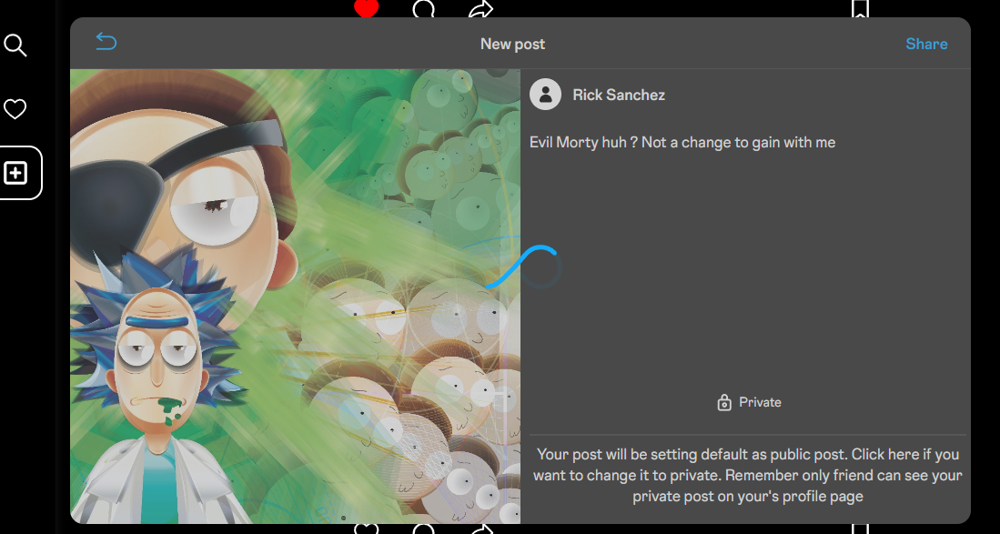 New post
Share
Rick Sanchez
Evil Morty huh ? Not a change to gain with me
Private
Your post will be setting default as public post. Click here if you
want to change it to private. Remember only friend can see your
private post on your's profile page